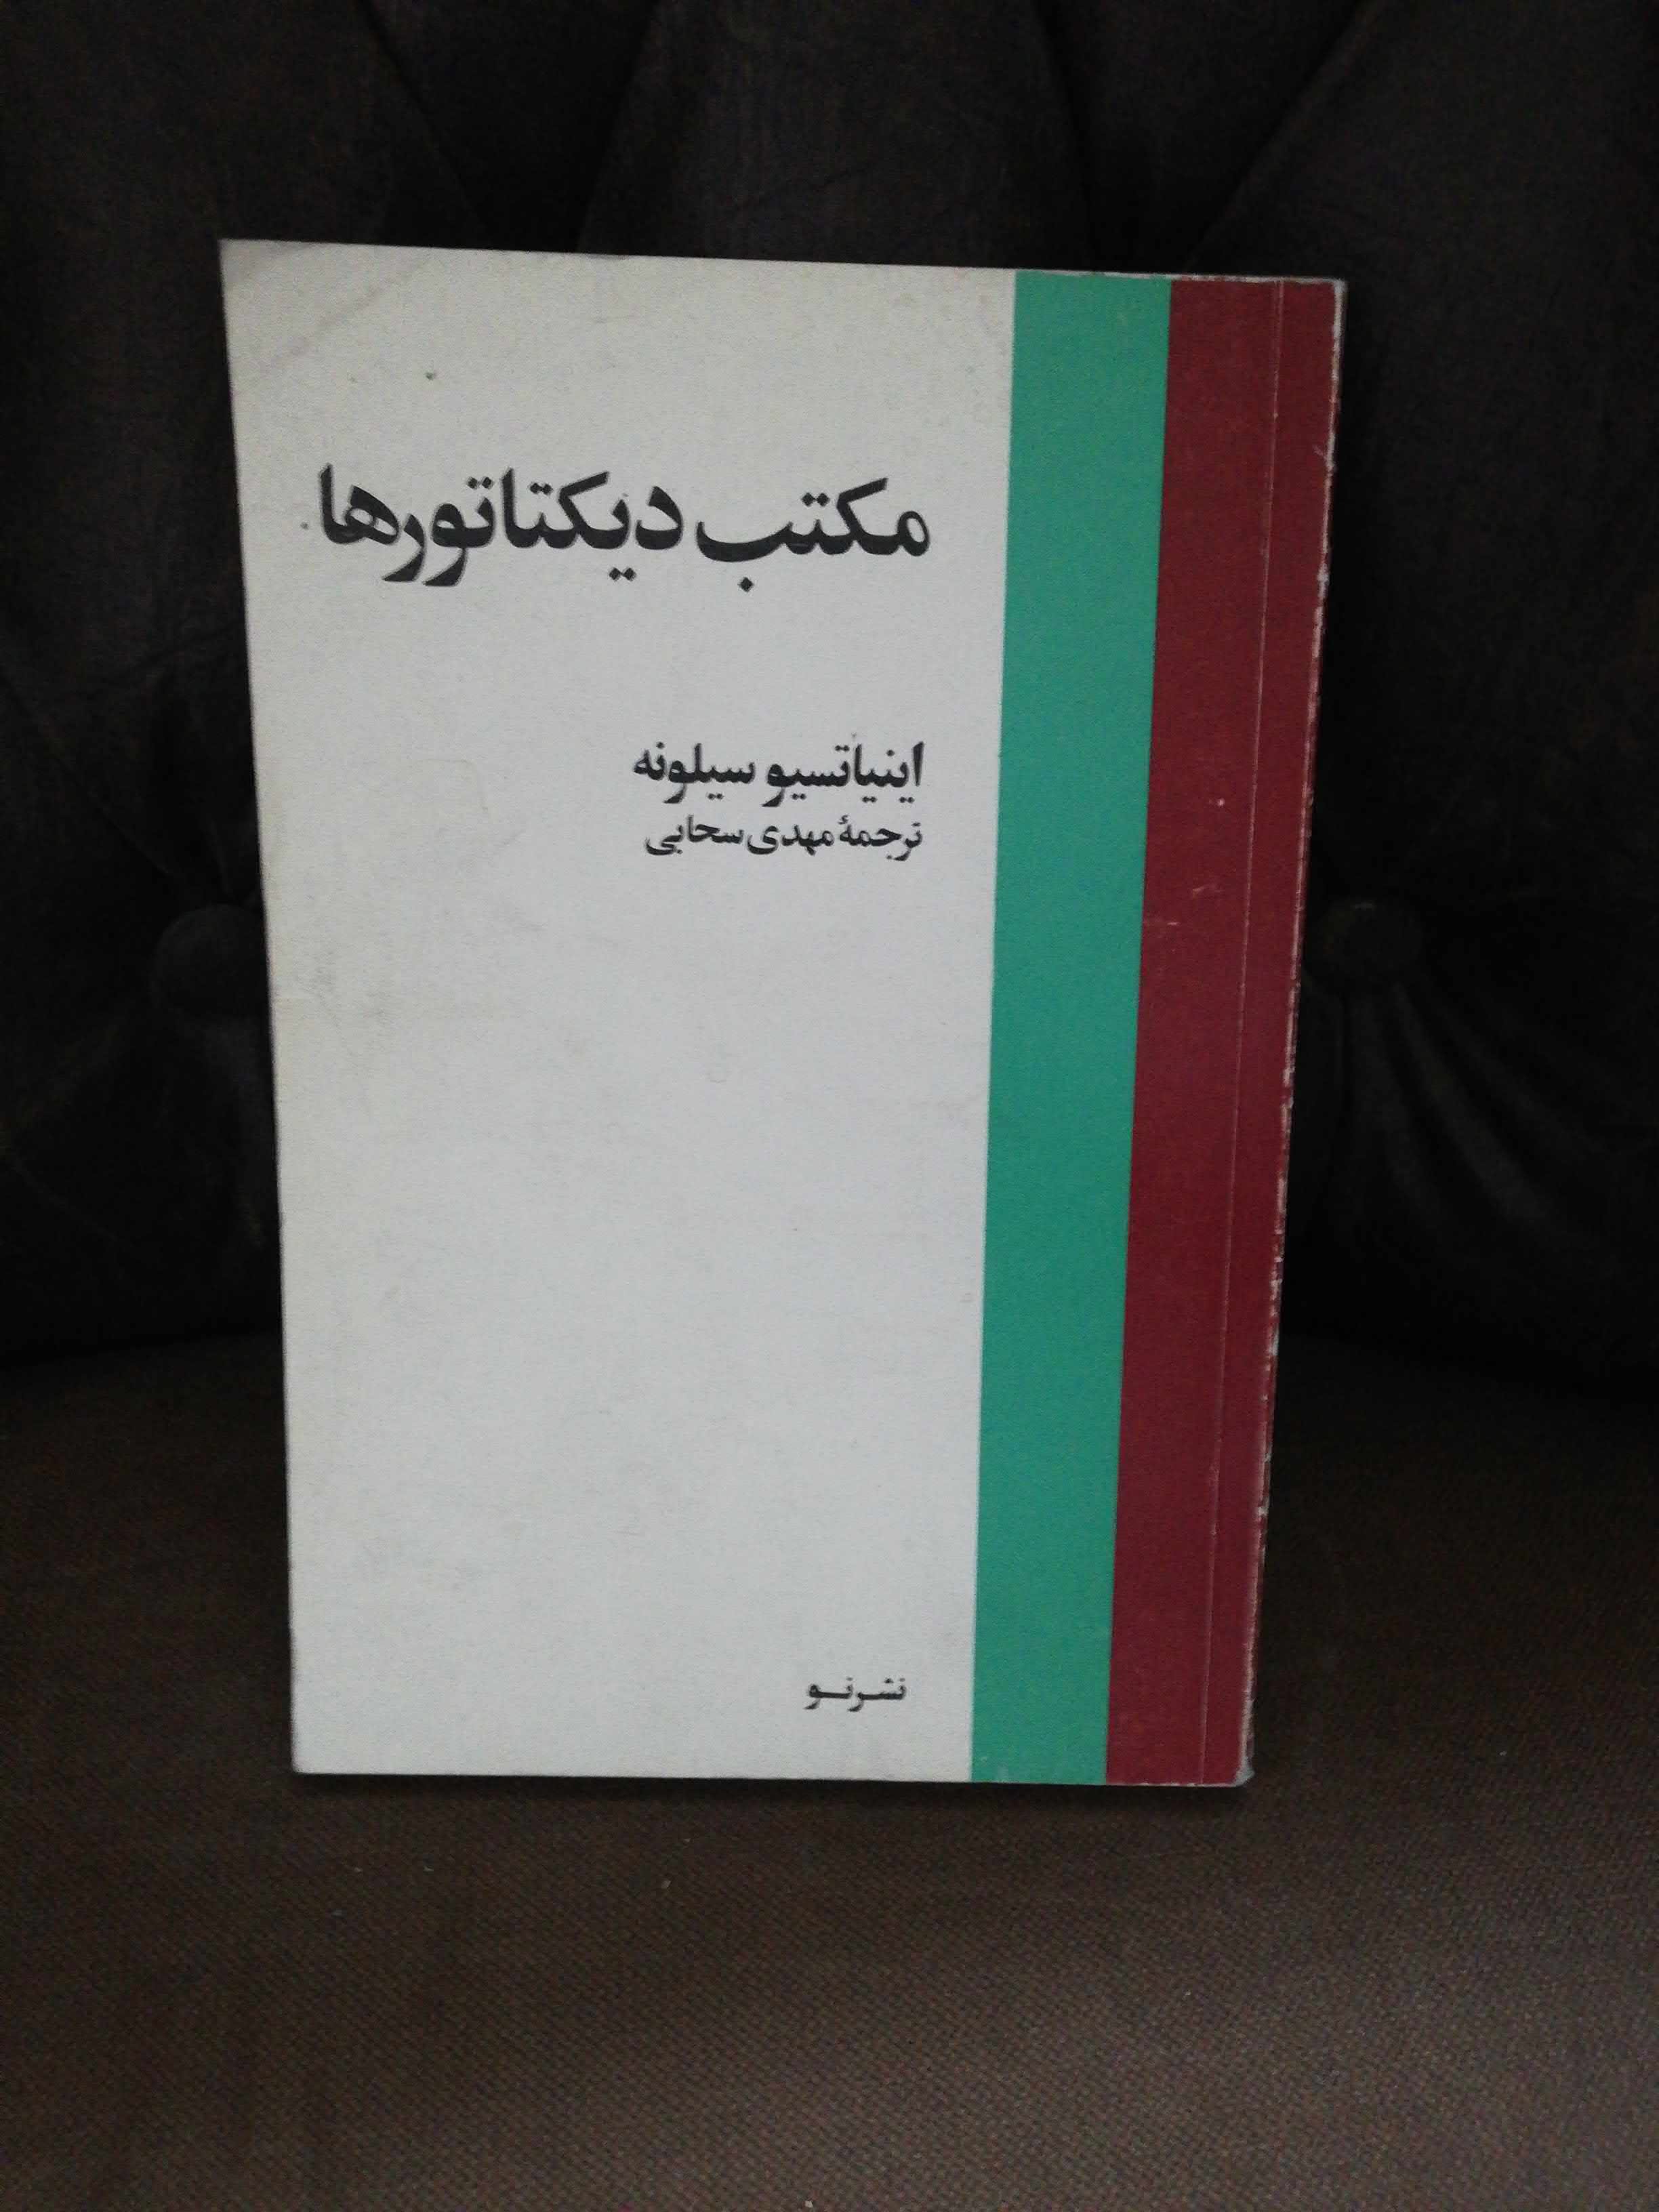 مکتب دیکتاتورها
اینیاتسیو سیلونه
ترجمهٔ مهدی سحابی
نشر نو